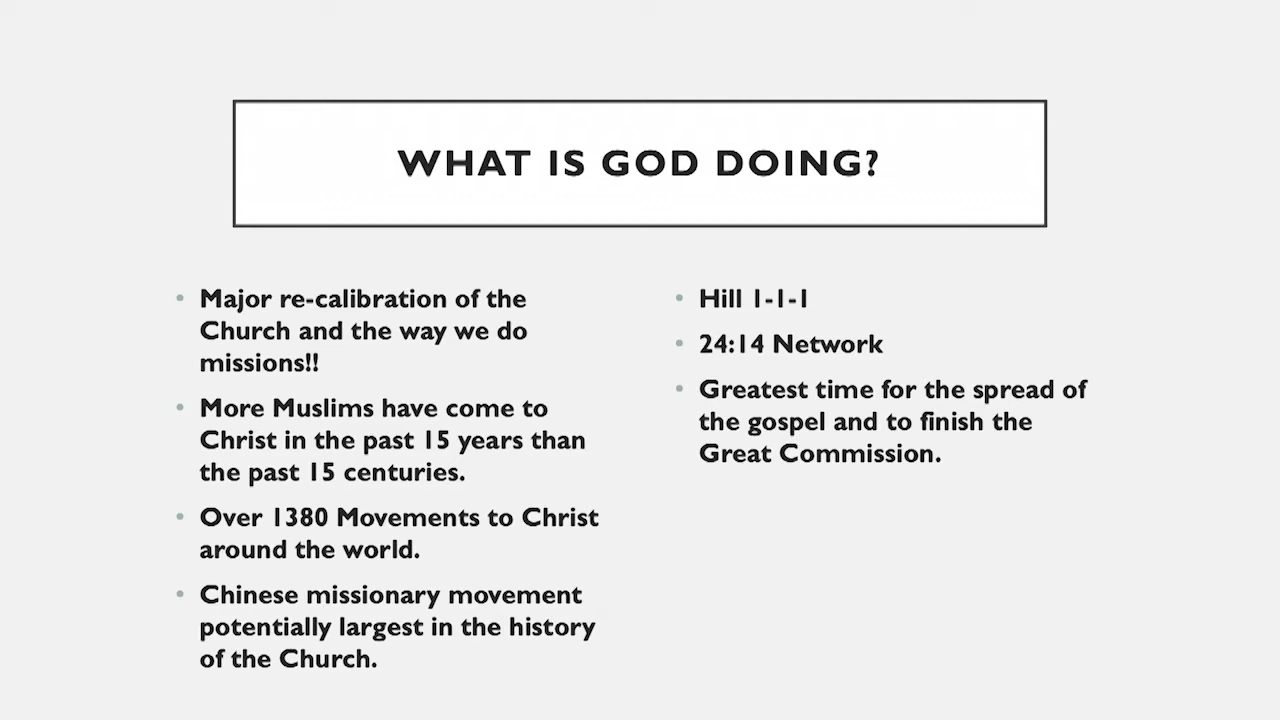 WHAT IS GOD DOING?
• Major re-calibration of the
Church and the way we do
missions!!
• More Muslims have come to
Christ in the past 15 years than
the past 15 centuries.
• Over 1380 Movements to Christ
around the world.
• Chinese missionary movement
potentially largest in the history
of the Church.
• Hill 1-1-1
• 24:14 Network
• Greatest time for the spread of
the gospel and to finish the
Great Commission.